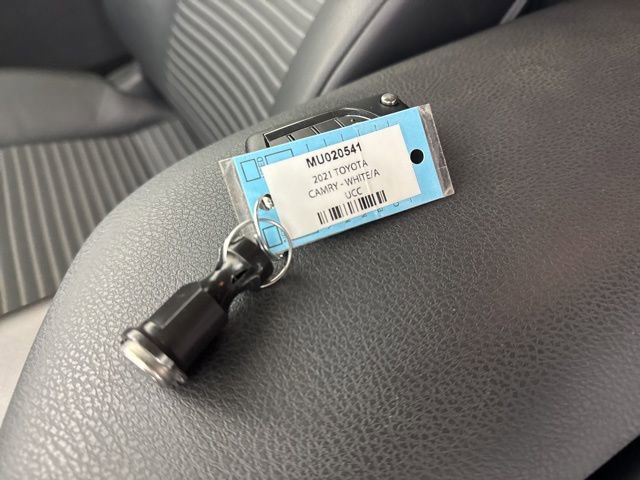 MU020541
2021 TOYOTA
CAMRY - WHITE/A
UCC